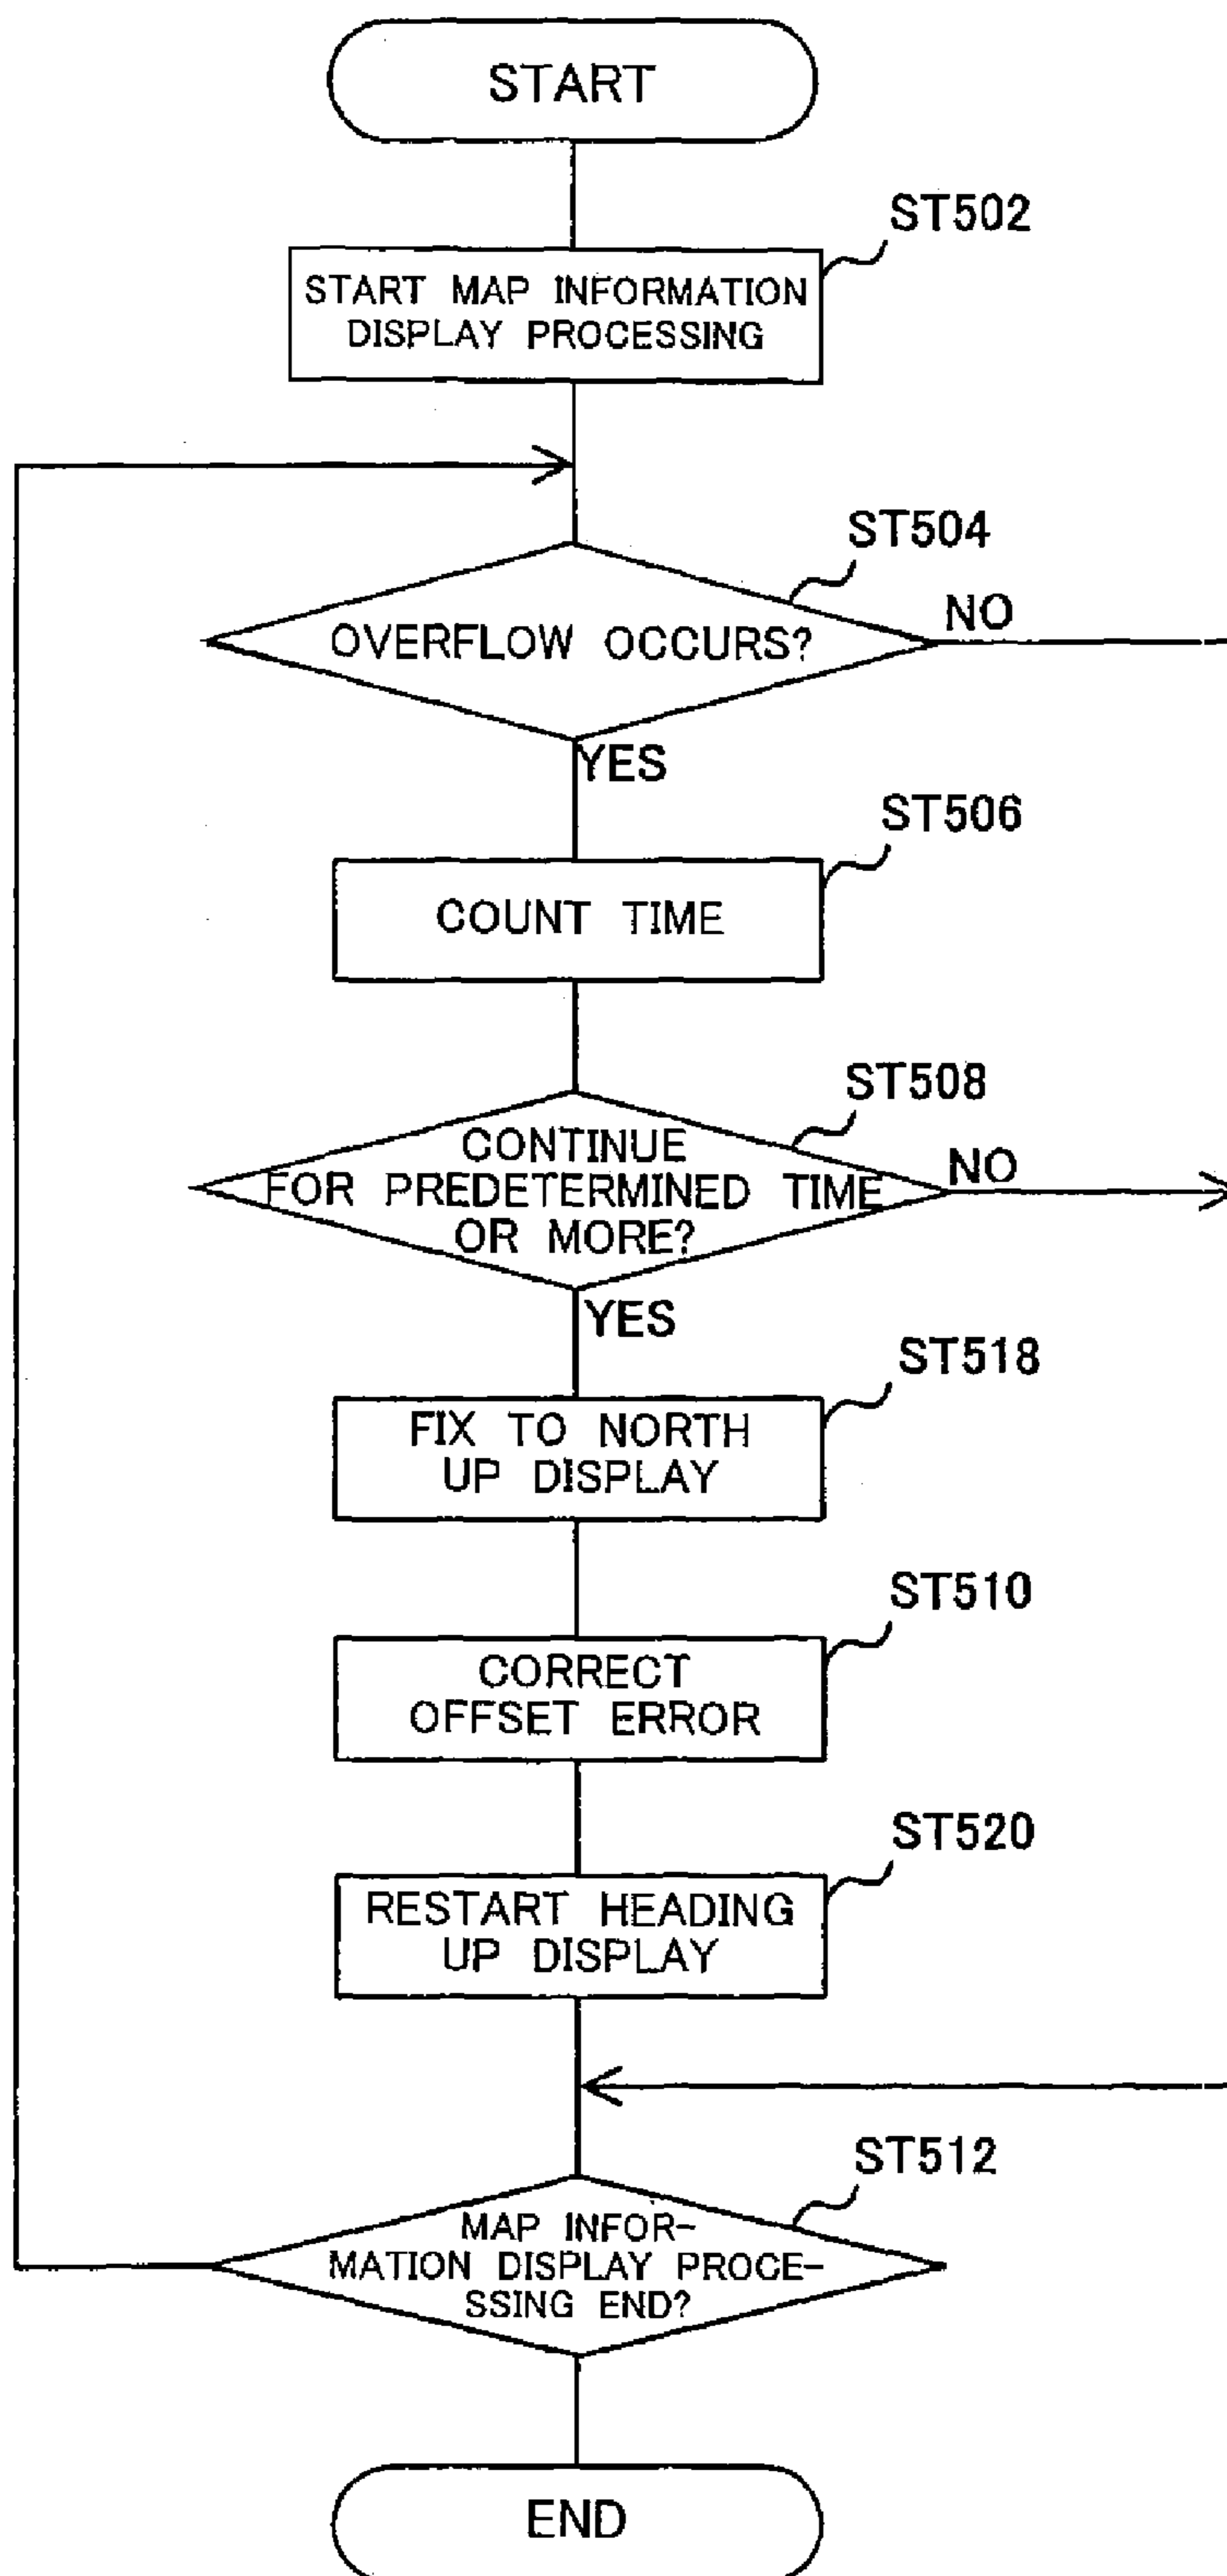 START
ST502
START MAP INFORMATION
DISPLAY PROCESSING
ST504
OVERFLOW OCCURS?
NO
YES
ST506
COUNT TIME
ST508
CONTINUE
FOR PREDETERMINED TIME
OR MORE?
NO
YES
ST518
FIX TO NORTH
UP DISPLAY
ST510
CORRECT
OFFSET ERROR
ST520
RESTART HEADING
UP DISPLAY
ST512
MAP INFOR-
MATION DISPLAY PROCE-
SSING END?
END